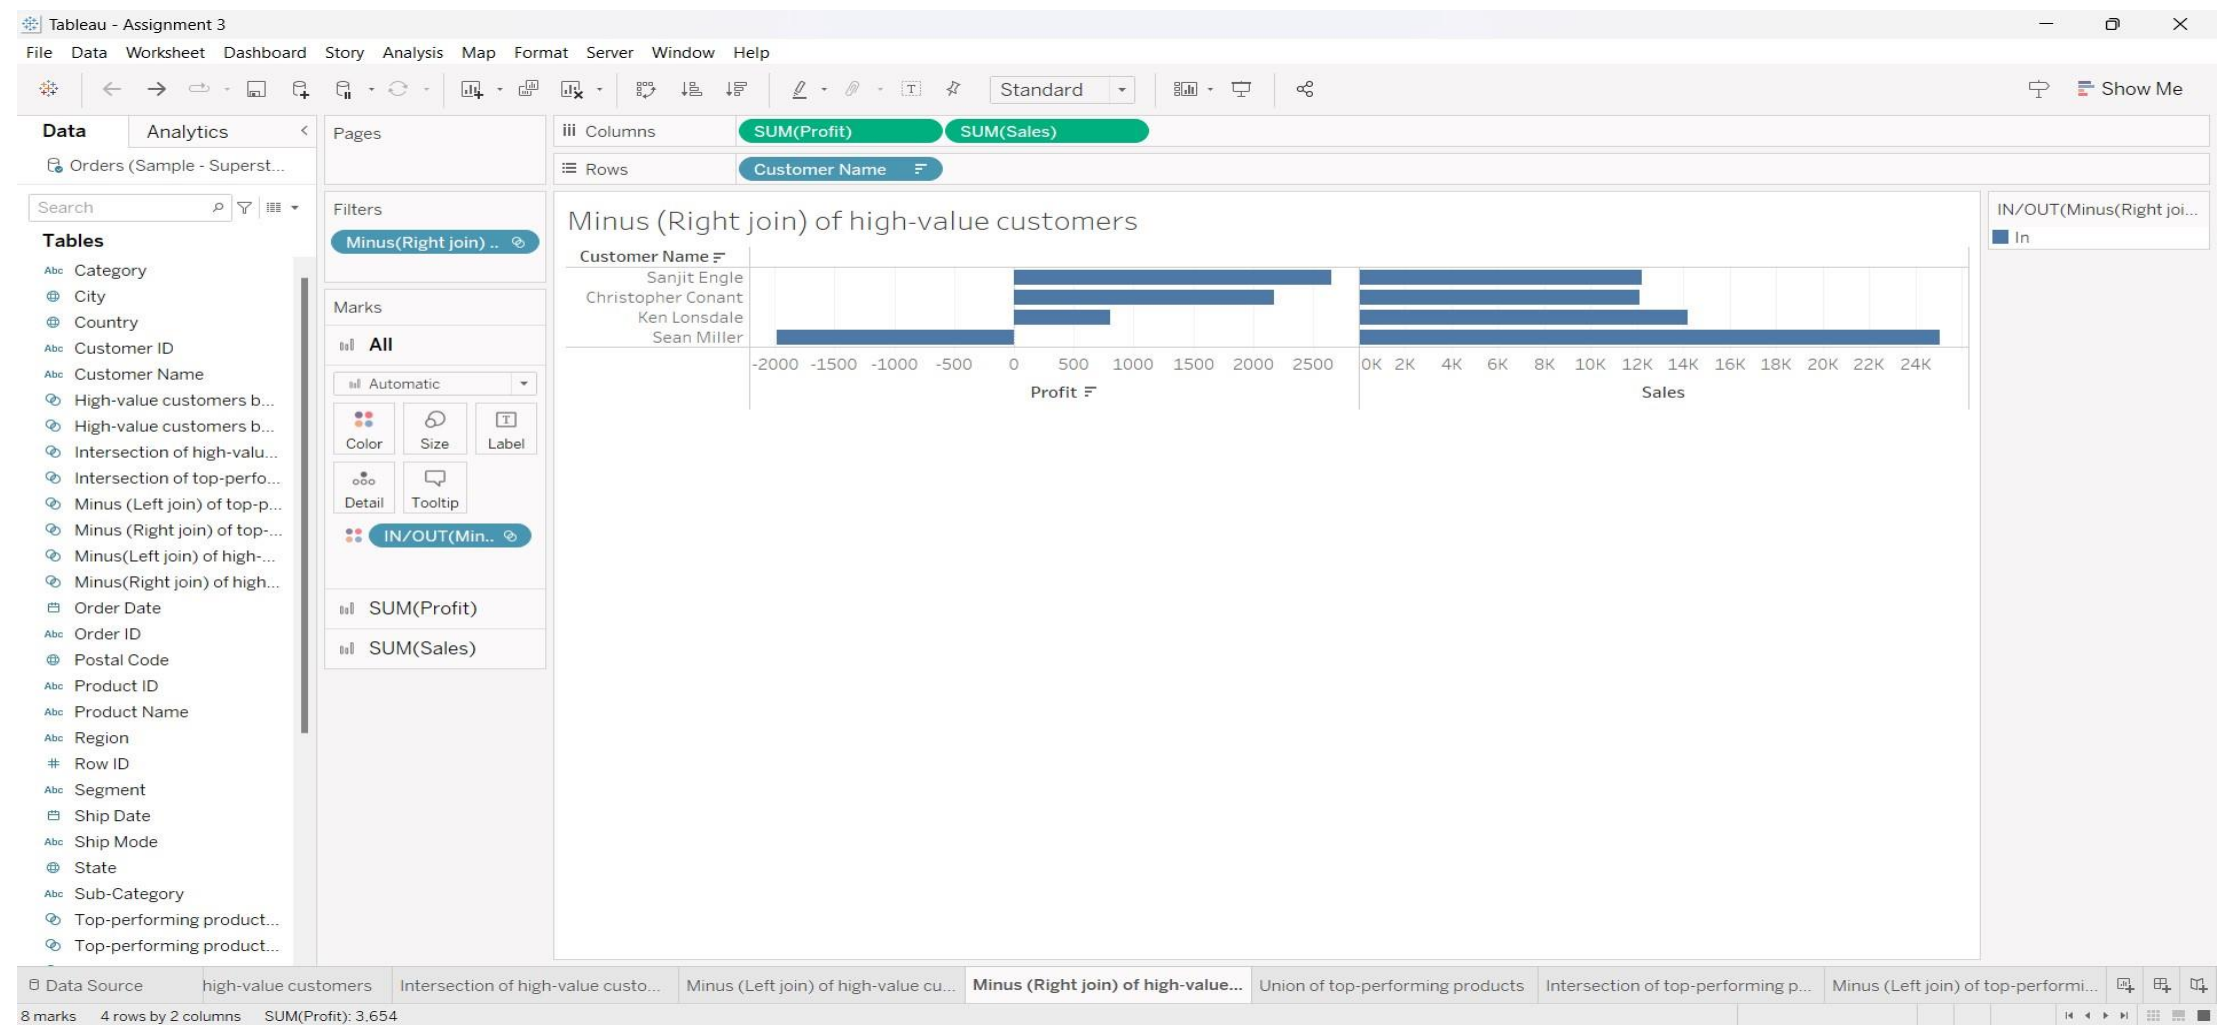 Tableau - Assignment 3
File Data Worksheet Dashboard Story Analysis Map Format Server Window Help
Standard
Show Me
Data Analytics
Orders (Sample - Superst...
Search
Tables
Abc Category
City
Country
Abc Customer ID
Abc Customer Name
High-value customers b...
High-value customers b...
Intersection of high-valu...
Intersection of top-perfo...
Minus (Left join) of top-p...
Minus (Right join) of top-...
Minus(Left join) of high-...
Minus(Right join) of high...
Order Date
Abc Order ID
Postal Code
Abc Product ID
Abc Product Name
Abc Region
# Row ID
Abc Segment
Ship Date
Abc Ship Mode
State
Abc Sub-Category
Top-performing product...
Top-performing product...
Pages
Filters
Minus(Right join) ..
Marks
All
Automatic
Color Size Label
Detail Tooltip
IN/OUT(Min..
SUM(Profit)
SUM(Sales)
Columns SUM(Profit) SUM(Sales)
Rows Customer Name
Minus (Right join) of high-value customers
Customer Name
Sanjit Engle
Christopher Conant
Ken Lonsdale
Sean Miller
-2000 -1500 -1000 -500 0 500 1000 1500 2000 2500 0K 2K 4K 6K 8K 10K 12K 14K 16K 18K 20K 22K 24K
Profit Sales
IN/OUT(Minus(Right joi...
In
Data Source high-value customers Intersection of high-value custo... Minus (Left join) of high-value cu... Minus (Right join) of high-value... Union of top-performing products Intersection of top-performing p... Minus (Left join) of top-performi...
8 marks 4 rows by 2 columns SUM(Profit): 3,654